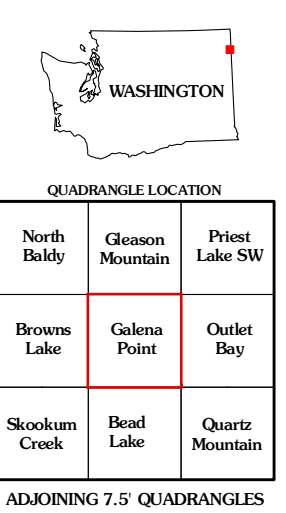 WASHINGTON
QUADRANGLE LOCATION
North
Baldy
Gleason
Mountain
Priest
Lake SW
Browns
Lake
Galena
Point
Outlet
Bay
Skookum
Creek
Bead
Lake
Quartz
Mountain
ADJOINING 7.5' QUADRANGLES